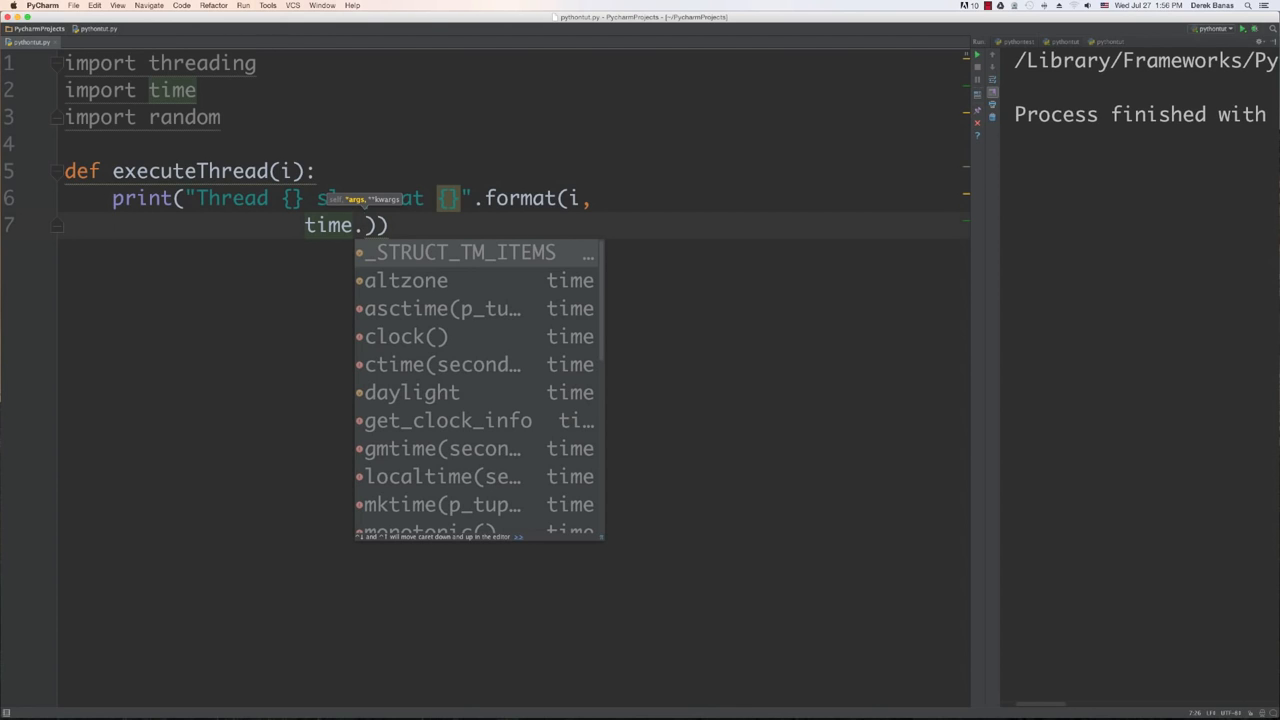 PyCharm File Edit View Navigate Code Refactor Run Tools VCS Window Help 10 Wed Jul 27 1:56 PM Derek Banas
pythontut.py - PycharmProjects - [~/PycharmProjects]
PycharmProjects pythontut.py pythontut
pythontut.py Run: pythontest pythontut pythontut
1 import threading
2 import time
3 import random
4
5 def executeThread(i):
6 print("Thread {} at {}".format(i,
self, *args, **kwargs
7 time.))
_STRUCT_TM_ITEMS …
altzone time
asctime(p_tu… time
clock() time
ctime(second… time
daylight time
get_clock_info ti…
gmtime(secon… time
localtime(se… time
mktime(p_tup… time
monotonic() time
^↓ and ^↑ will move caret down and up in the editor >>
/Library/Frameworks/Py
Process finished with
7:26 LF UTF-8